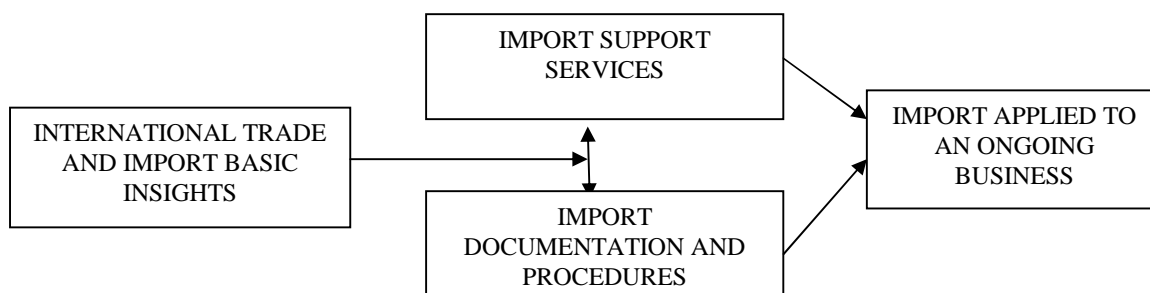 INTERNATIONAL TRADE
AND IMPORT BASIC
INSIGHTS
IMPORT SUPPORT
SERVICES
IMPORT
DOCUMENTATION AND
PROCEDURES
IMPORT APPLIED TO
AN ONGOING
BUSINESS